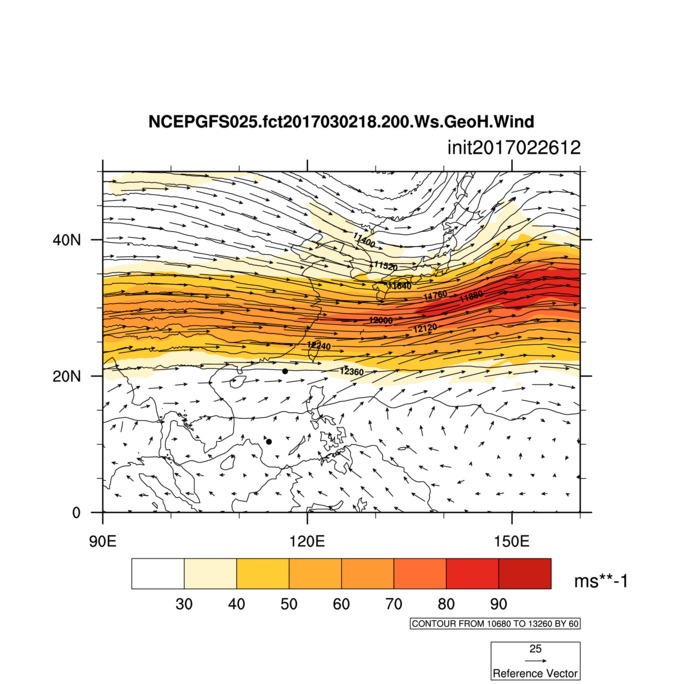 NCEPGFS025.fct2017030218.200.Ws.GeoH.Wind
init2017022612
40N
20N
0
11400
11520
11640
11760
11880
12000
12120
12240
12360
90E 120E 150E
ms**-1
30 40 50 60 70 80 90
CONTOUR FROM 10680 TO 13260 BY 60
25
Reference Vector